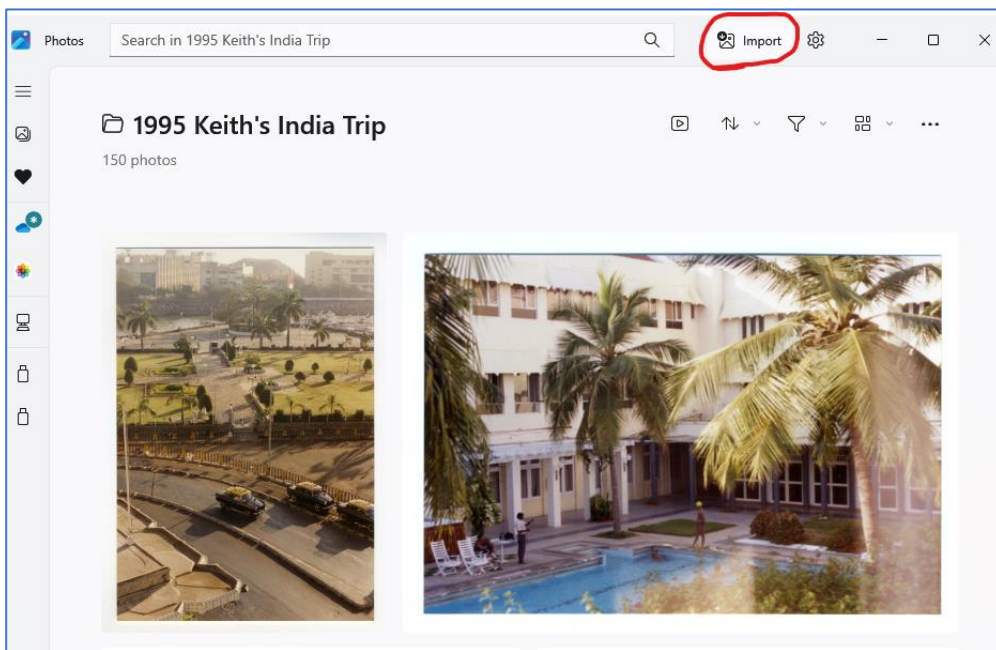 Photos
Search in 1995 Keith's India Trip
Import
1995 Keith's India Trip
150 photos